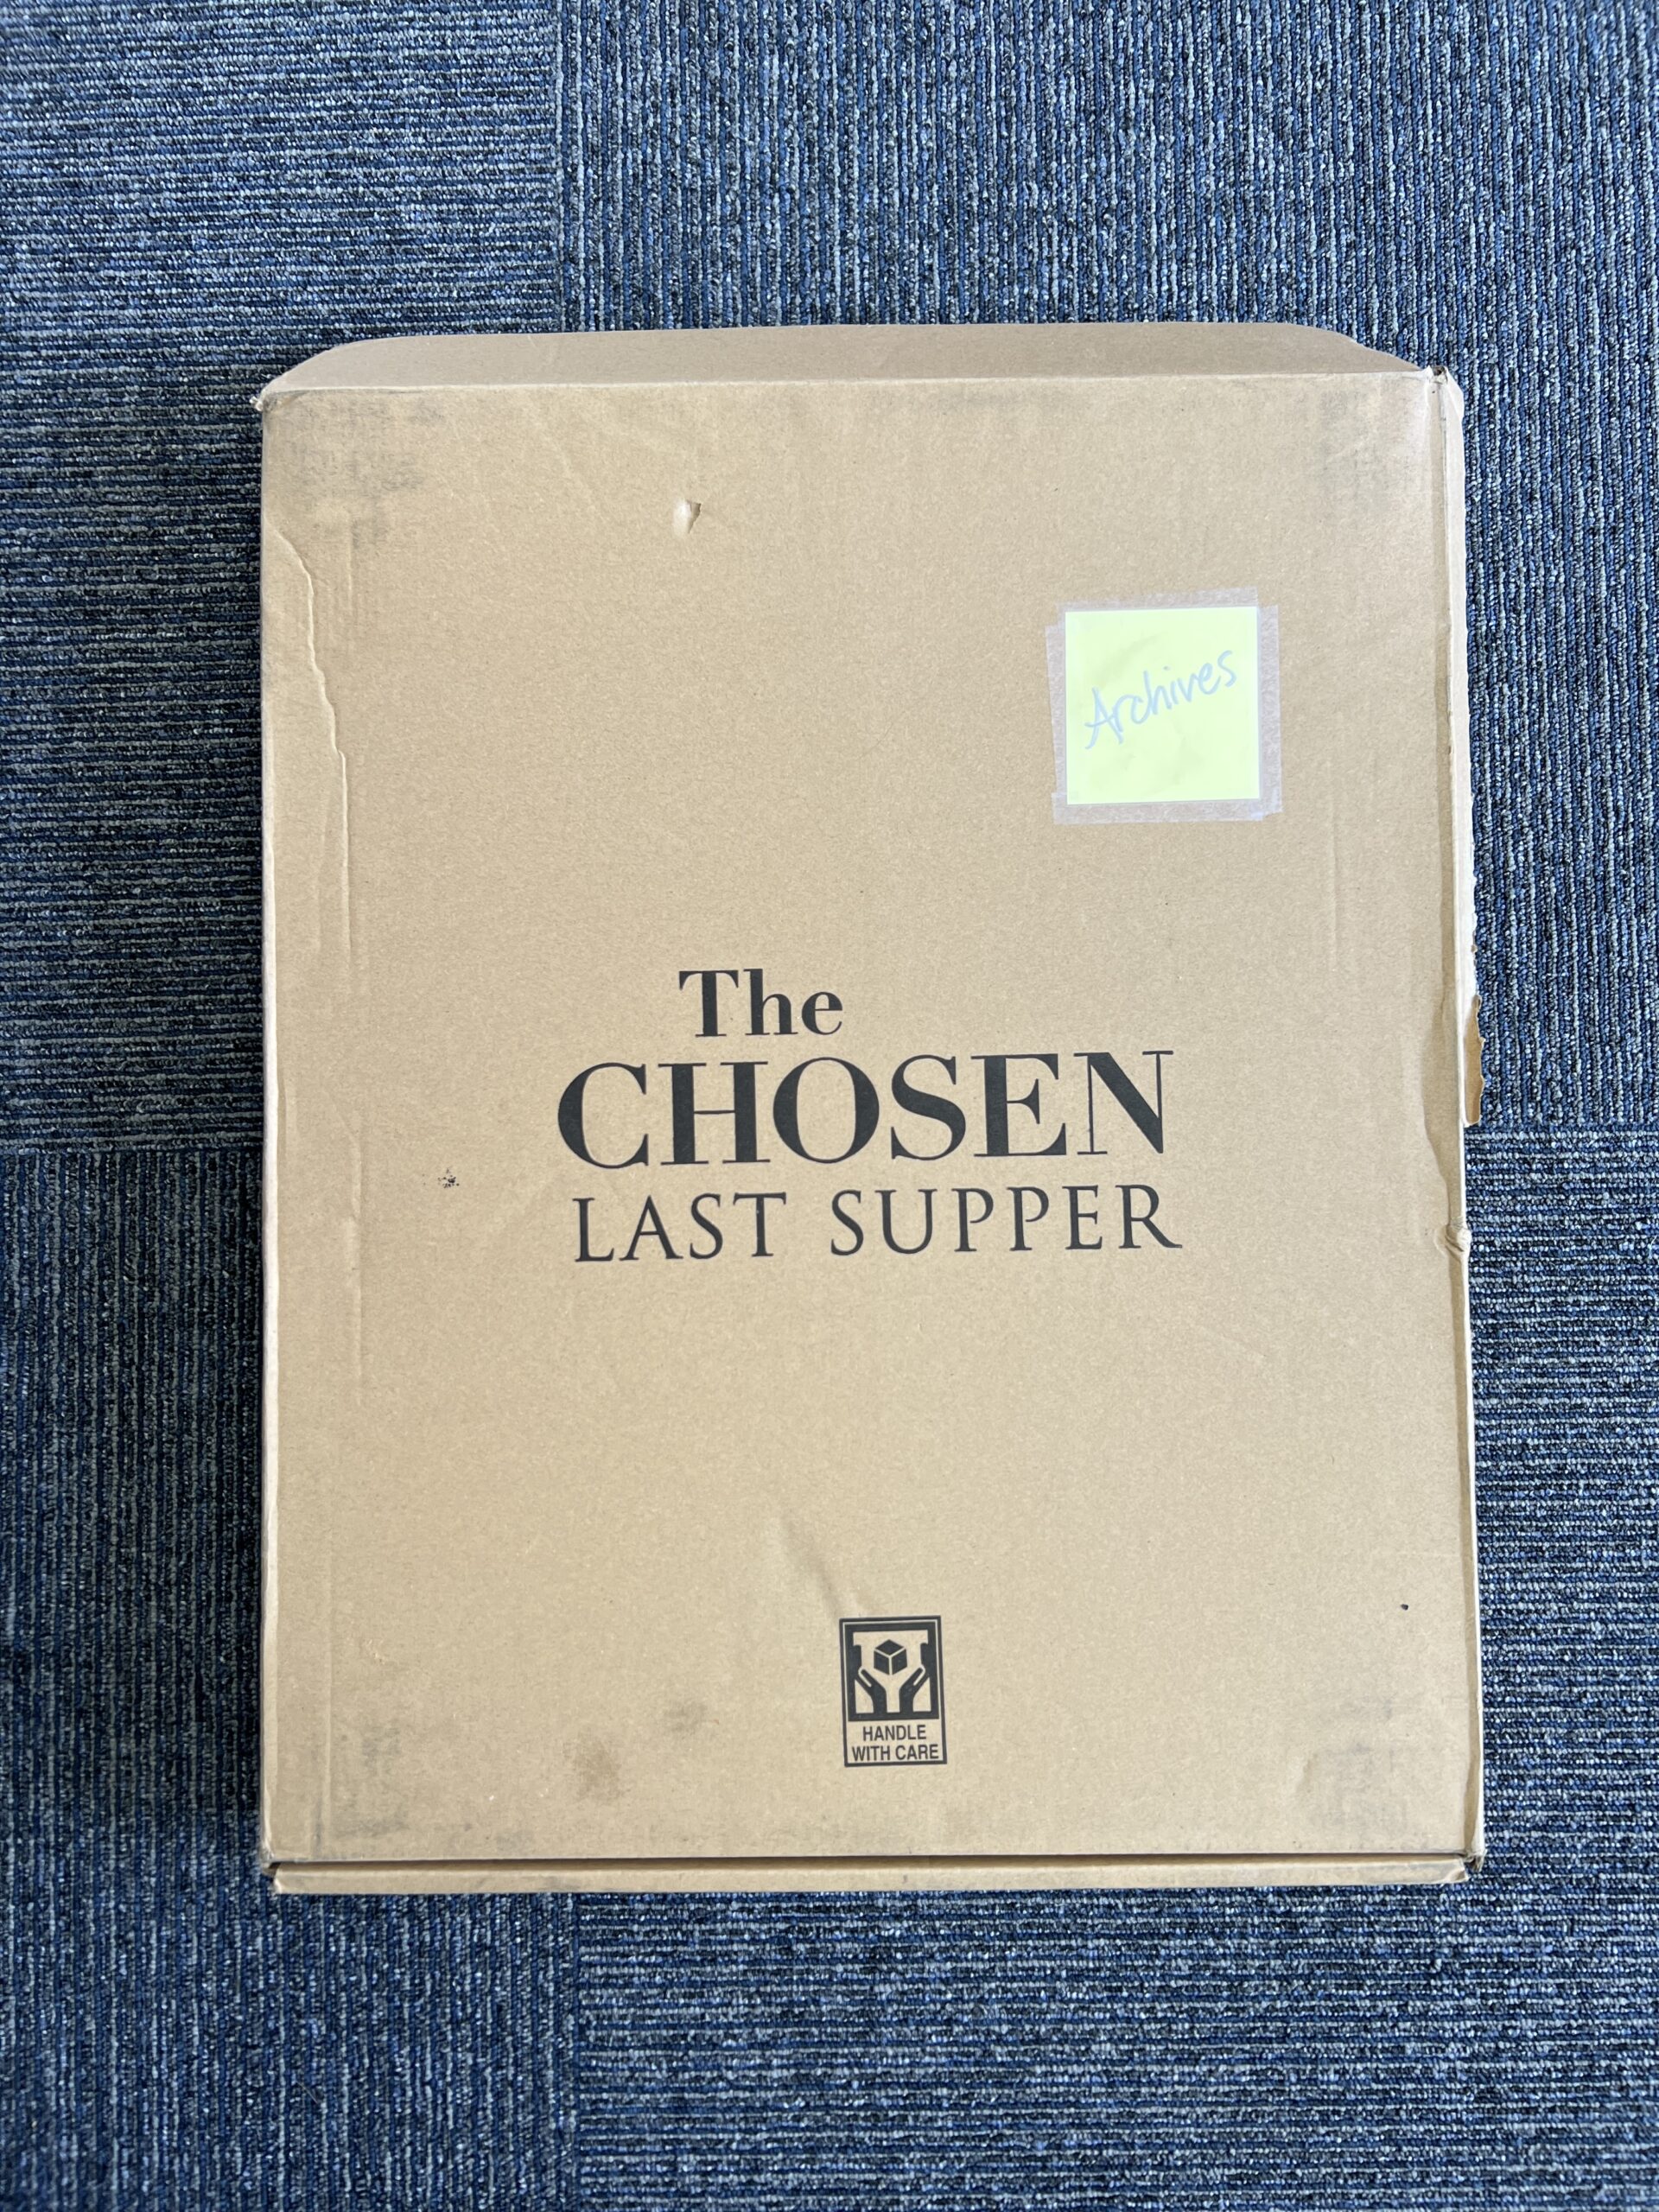 Archives
The
CHOSEN
LAST SUPPER
HANDLE
WITH CARE